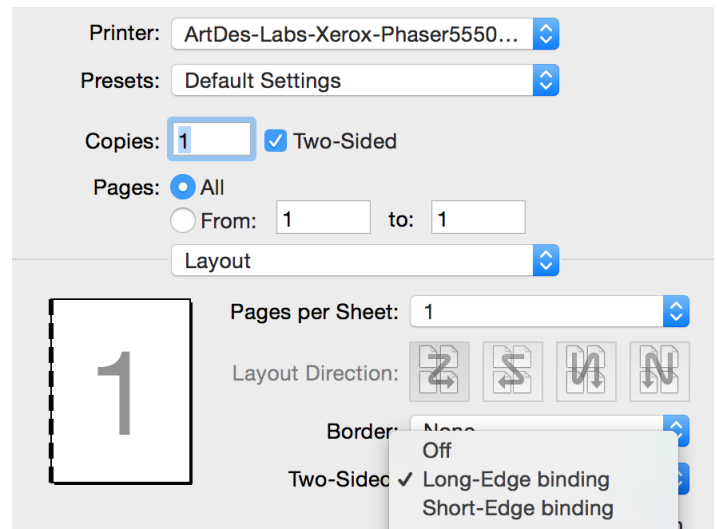 Printer: ArtDes-Labs-Xerox-Phaser5550...
Presets: Default Settings
Copies: 1 Two-Sided
Pages: All
From: 1 to: 1
Layout
1
Pages per Sheet: 1
Layout Direction:
Border: None
Off
Two-Sided Long-Edge binding
Short-Edge binding